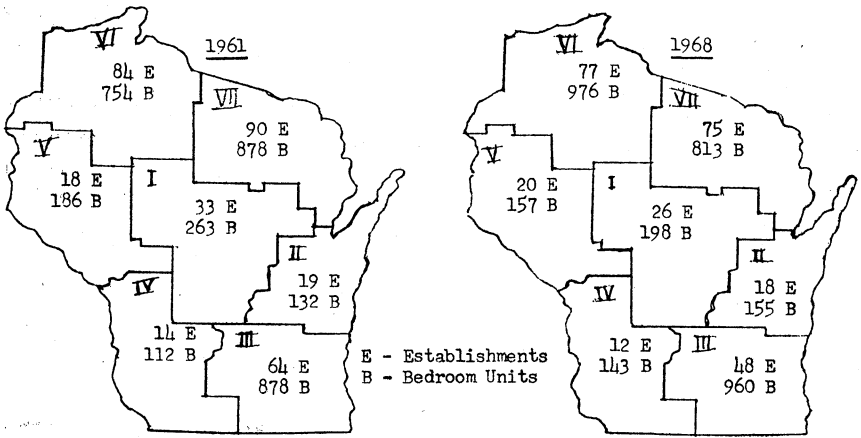 1961
VI
84 E
754 B
VII
90 E
878 B
V
18 E
186 B
I
33 E
263 B
II
19 E
132 B
IV
14 E
112 B
III
64 E
878 B
E - Establishments
B - Bedroom Units
1968
VI
77 E
976 B
VII
75 E
813 B
V
20 E
157 B
I
26 E
198 B
II
18 E
155 B
IV
12 E
143 B
III
48 E
960 B